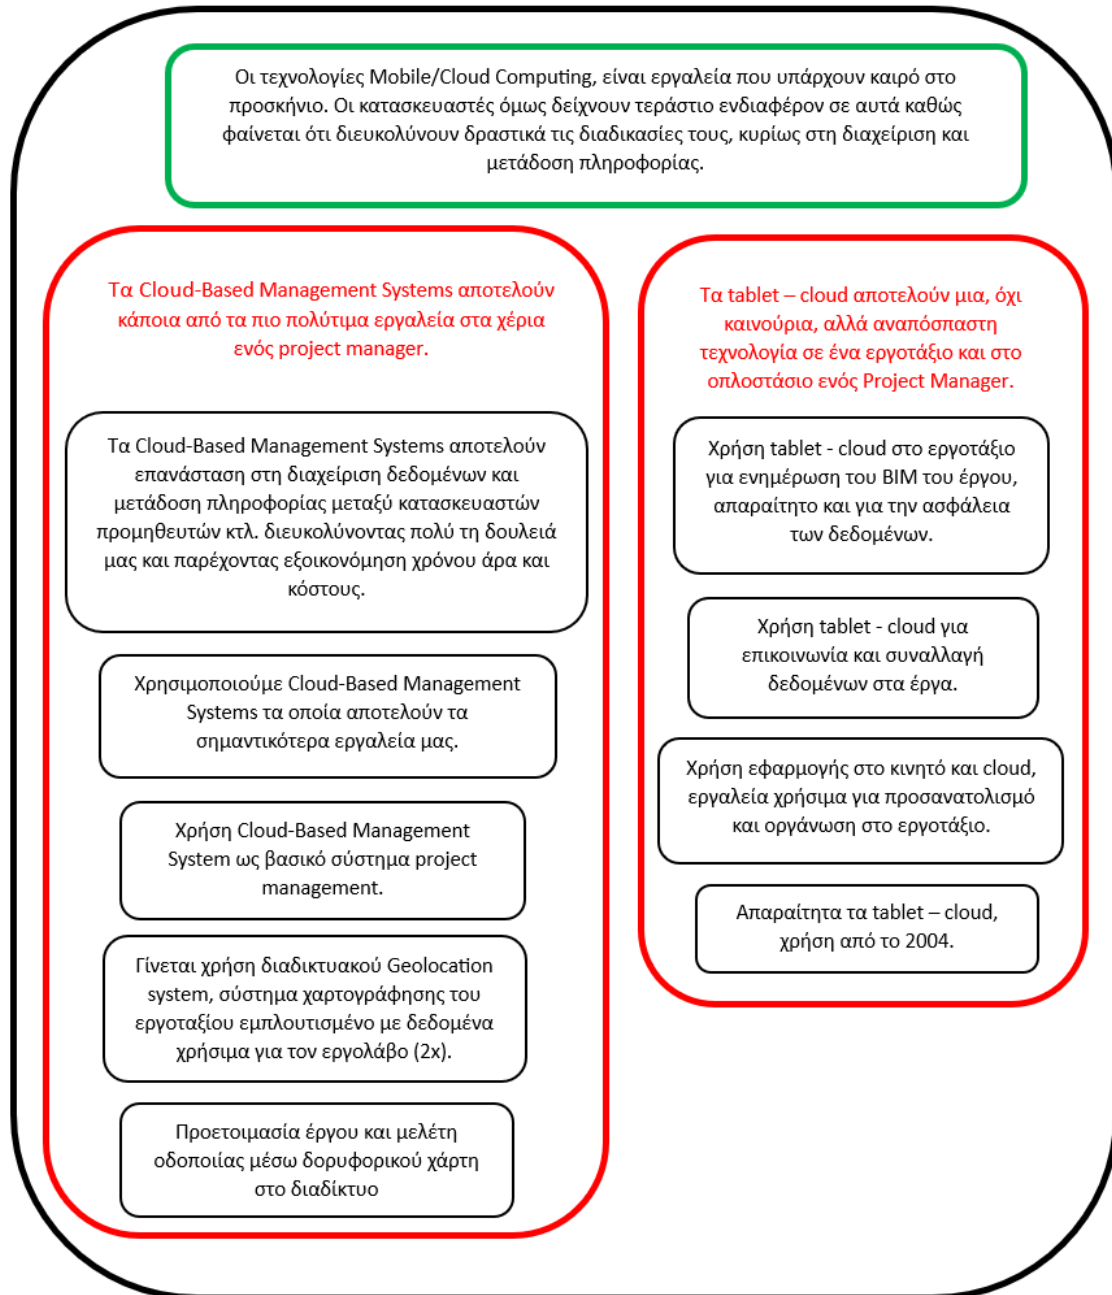 Οι τεχνολογίες Mobile/Cloud Computing, είναι εργαλεία που υπάρχουν καιρό στο
προσκήνιο. Οι κατασκευαστές όμως δείχνουν τεράστιο ενδιαφέρον σε αυτά καθώς
φαίνεται ότι διευκολύνουν δραστικά τις διαδικασίες τους, κυρίως στη διαχείριση και
μετάδοση πληροφορίας.
Τα Cloud-Based Management Systems αποτελούν
κάποια από τα πιο πολύτιμα εργαλεία στα χέρια
ενός project manager.
Τα Cloud-Based Management Systems αποτελούν
επανάσταση στη διαχείριση δεδομένων και
μετάδοση πληροφορίας μεταξύ κατασκευαστών
προμηθευτών κτλ. διευκολύνοντας πολύ τη δουλειά
μας και παρέχοντας εξοικονόμηση χρόνου άρα και
κόστους.
Χρησιμοποιούμε Cloud-Based Management
Systems τα οποία αποτελούν τα
σημαντικότερα εργαλεία μας.
Χρήση Cloud-Based Management
System ως βασικό σύστημα project
management.
Γίνεται χρήση διαδικτυακού Geolocation
system, σύστημα χαρτογράφησης του
εργοταξίου εμπλουτισμένο με δεδομένα
χρήσιμα για τον εργολάβο (2x).
Προετοιμασία έργου και μελέτη
οδοποιίας μέσω δορυφορικού χάρτη
στο διαδίκτυο
Τα tablet – cloud αποτελούν μια, όχι
καινούρια, αλλά αναπόσπαστη
τεχνολογία σε ένα εργοτάξιο και στο
οπλοστάσιο ενός Project Manager.
Χρήση tablet - cloud στο εργοτάξιο
για ενημέρωση του BIM του έργου,
απαραίτητο και για την ασφάλεια
των δεδομένων.
Χρήση tablet - cloud για
επικοινωνία και συναλλαγή
δεδομένων στα έργα.
Χρήση εφαρμογής στο κινητό και cloud,
εργαλεία χρήσιμα για προσανατολισμό
και οργάνωση στο εργοτάξιο.
Απαραίτητα τα tablet – cloud,
χρήση από το 2004.